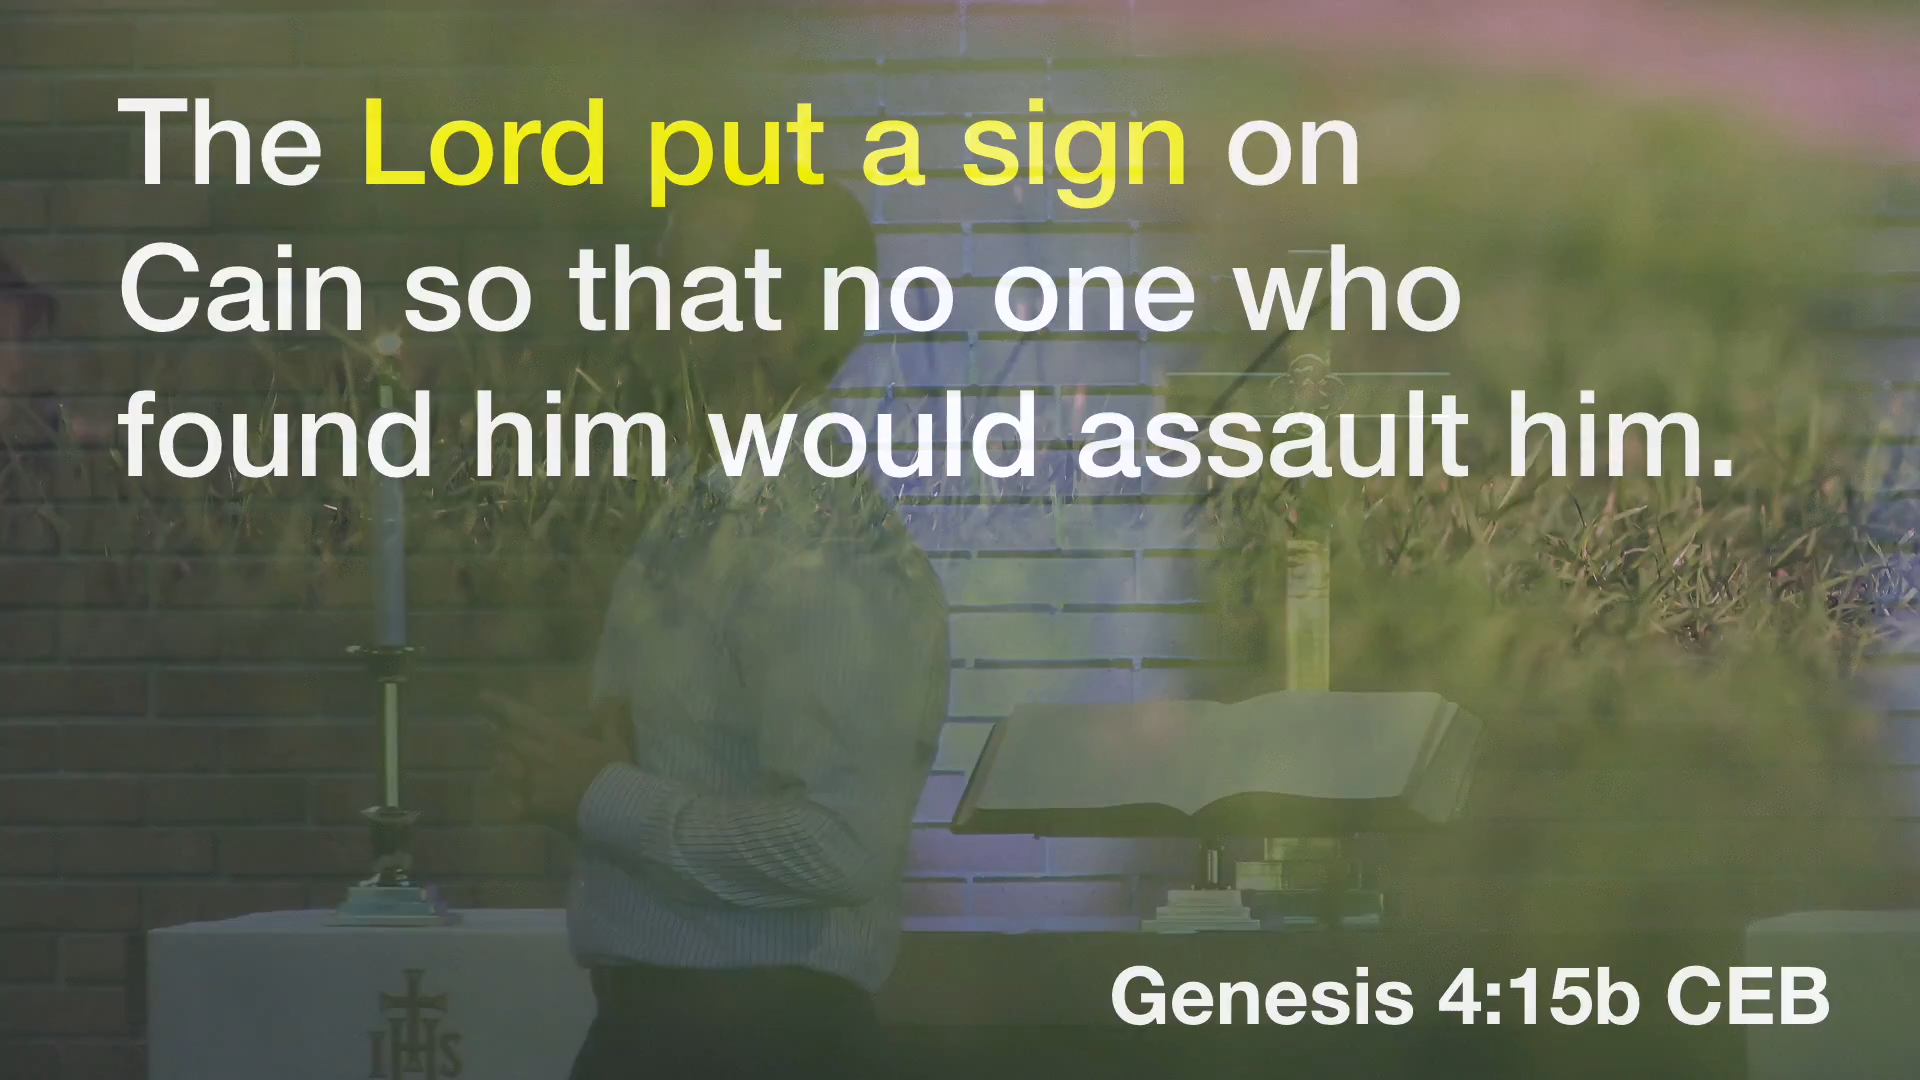 The Lord put a sign on
Cain so that no one who
found him would assault him.
Genesis 4:15b CEB
IHS